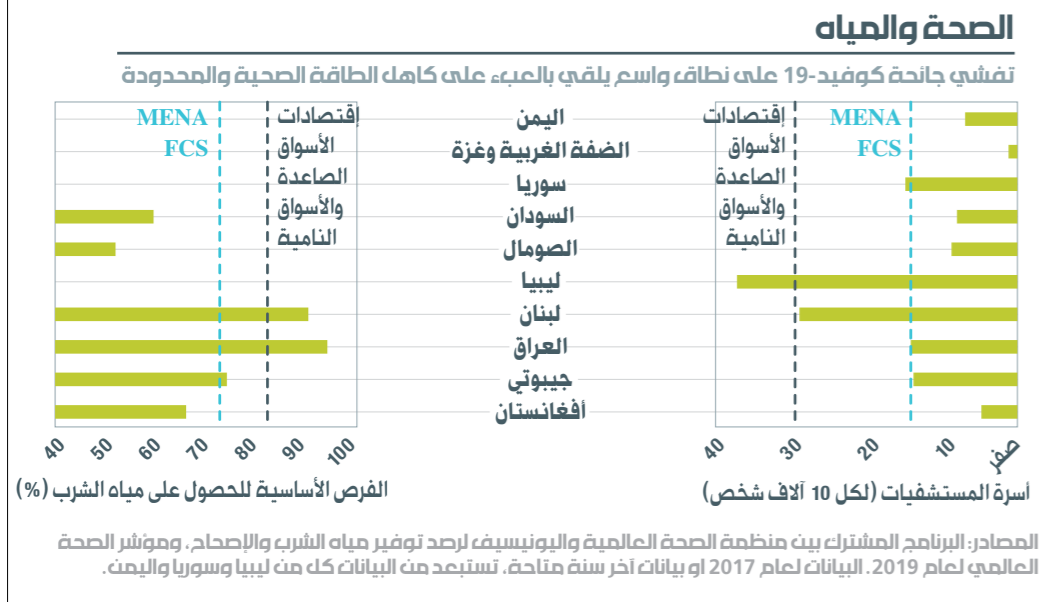 الصحة والمياه
تفشي جائحة كوفيد-19 على نطاق واسع يلقي بالعبء على كاهل الطاقة الصحية والمحدودة
MENA
FCS
إقتصادات
الأسواق
الصاعدة
والأسواق
النامية
اليمن
الضفة الغربية وغزة
سوريا
السودان
الصومال
ليبيا
لبنان
العراق
جيبوتي
أفغانستان
MENA
FCS
إقتصادات
الأسواق
الصاعدة
والأسواق
النامية
صفر
10
20
30
40
أسرة المستشفيات (لكل 10 آلاف شخص)
100
90
80
70
60
50
40
الفرص الأساسية للحصول على مياه الشرب (%)
المصادر: البرنامج المشترك بين منظمة الصحة العالمية واليونيسيف لرصد توفير مياه الشرب والإصحاح، وموًشر الصحة
العالمي لعام 2019. البيانات لعام 2017 او بيانات آخر سنة متاحة، تستبعد من البيانات كل من ليبيا وسوريا واليمن.